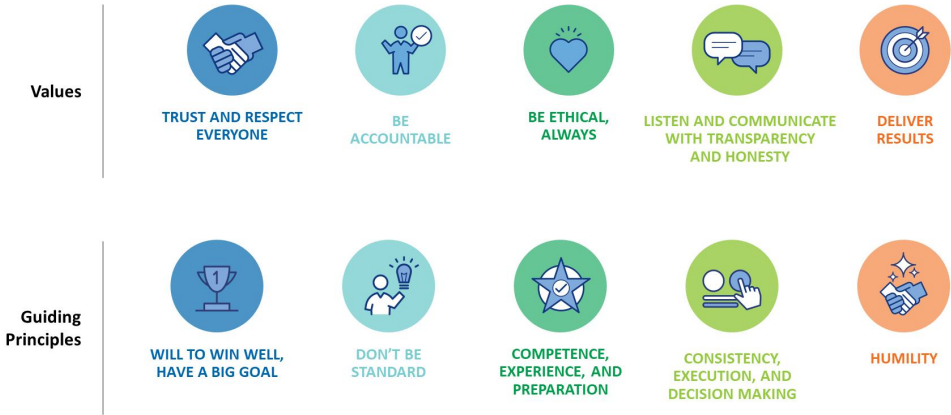 Values
TRUST AND RESPECT
EVERYONE
BE
ACCOUNTABLE
BE ETHICAL,
ALWAYS
LISTEN AND COMMUNICATE
WITH TRANSPARENCY
AND HONESTY
DELIVER
RESULTS
Guiding
Principles
1
WILL TO WIN WELL,
HAVE A BIG GOAL
DON'T BE
STANDARD
COMPETENCE,
EXPERIENCE, AND
PREPARATION
CONSISTENCY,
EXECUTION, AND
DECISION MAKING
HUMILITY